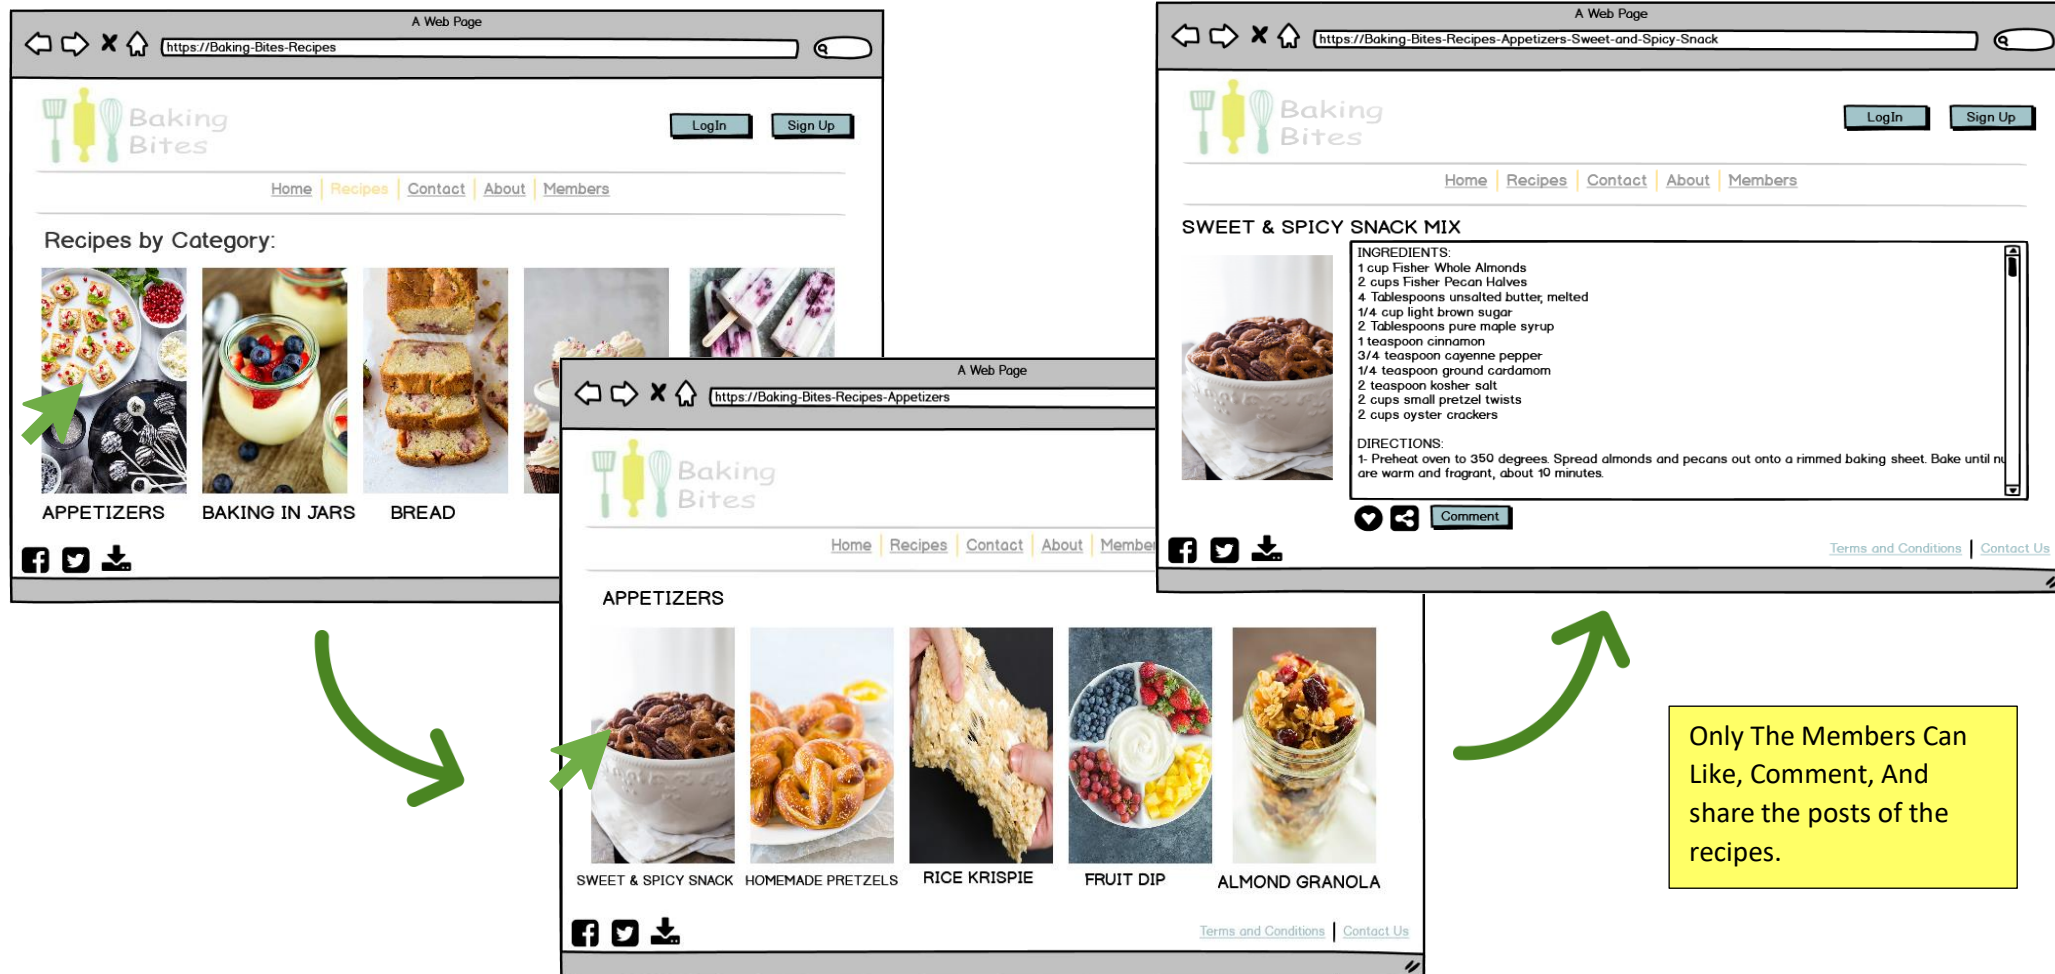 A Web Page
https://Baking-Bites-Recipes
Baking
Bites
LogIn
Sign Up
Home
Recipes
Contact
About
Members
Recipes by Category:
APPETIZERS
BAKING IN JARS
BREAD
A Web Page
https://Baking-Bites-Recipes-Appetizers
Baking
Bites
Home
Recipes
Contact
About
Member
APPETIZERS
SWEET & SPICY SNACK
HOMEMADE PRETZELS
RICE KRISPIE
FRUIT DIP
ALMOND GRANOLA
Terms and Conditions
Contact Us
A Web Page
https://Baking-Bites-Recipes-Appetizers-Sweet-and-Spicy-Snack
Baking
Bites
LogIn
Sign Up
Home
Recipes
Contact
About
Members
SWEET & SPICY SNACK MIX
INGREDIENTS:
1 cup Fisher Whole Almonds
2 cups Fisher Pecan Halves
4 Tablespoons unsalted butter, melted
1/4 cup light brown sugar
2 Tablespoons pure maple syrup
1 teaspoon cinnamon
3/4 teaspoon cayenne pepper
1/4 teaspoon ground cardamom
2 teaspoon kosher salt
2 cups small pretzel twists
2 cups oyster crackers
DIRECTIONS:
1- Preheat oven to 350 degrees. Spread almonds and pecans out onto a rimmed baking sheet. Bake until nu
are warm and fragrant, about 10 minutes.
Comment
Terms and Conditions
Contact Us
Only The Members Can
Like, Comment, And
share the posts of the
recipes.